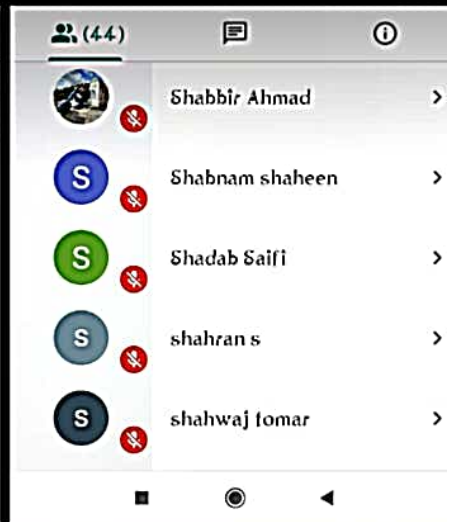 (44)
Shabbir Ahmad
S Shabnam shaheen
S Shadab Saifi
S shahran s
S shahwaj tomar